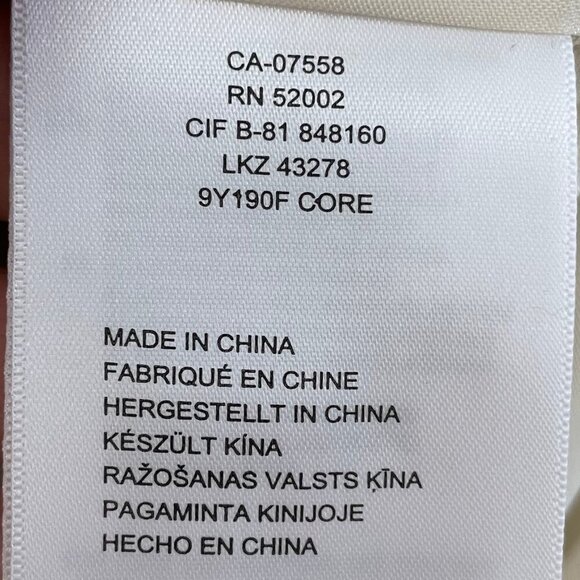 CA-07558
RN 52002
CIF B-81 848160
LKZ 43278
9Y190F CORE
MADE IN CHINA
FABRIQUÉ EN CHINE
HERGESTELLT IN CHINA
KÉSZÜLT KÍNA
RAŽOŠANAS VALSTS ĶĪNA
PAGAMINTA KINIJOJE
HECHO EN CHINA